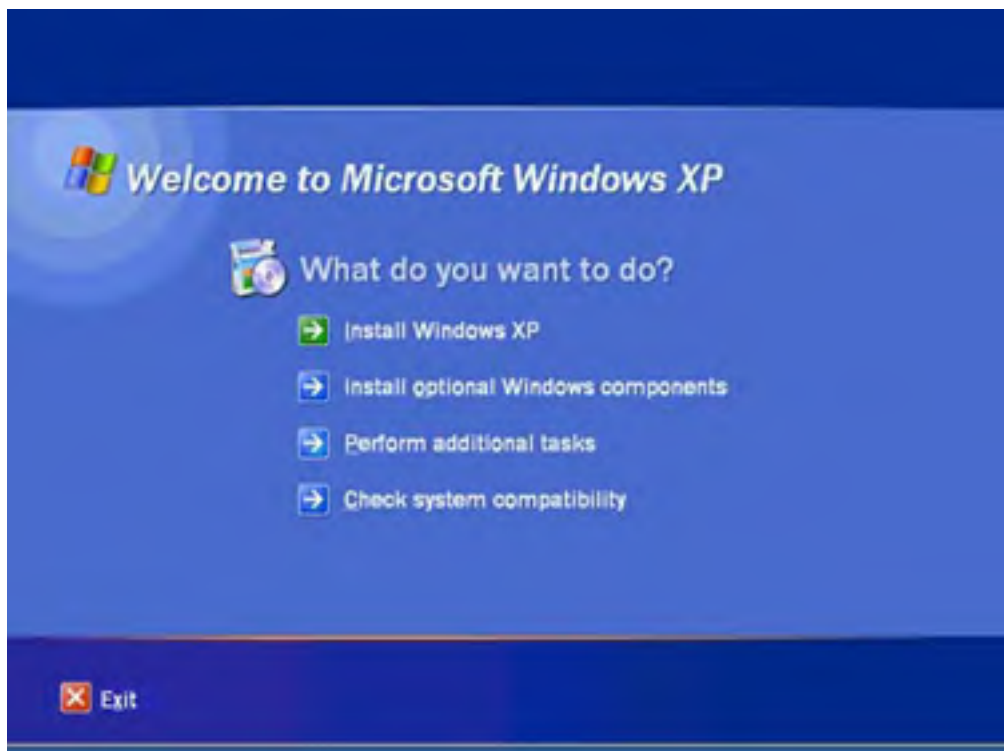 Welcome to Microsoft Windows XP
What do you want to do?
Install Windows XP
Install optional Windows components
Perform additional tasks
Check system compatibility
Exit